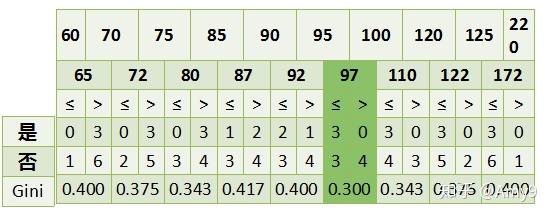 60 70 75 85 90 95 100 120 125 220
65 72 80 87 92 97 110 122 172
≤ > ≤ > ≤ > ≤ > ≤ > ≤ > ≤ > ≤ > ≤ >
是 0 3 0 3 0 3 1 2 2 1 3 0 3 0 3 0 3 0
否 1 6 2 5 3 4 3 4 3 4 3 4 4 3 5 2 6 1
Gini 0.400 0.375 0.343 0.417 0.400 0.300 0.343 0.375 0.400
知乎 @Amy9